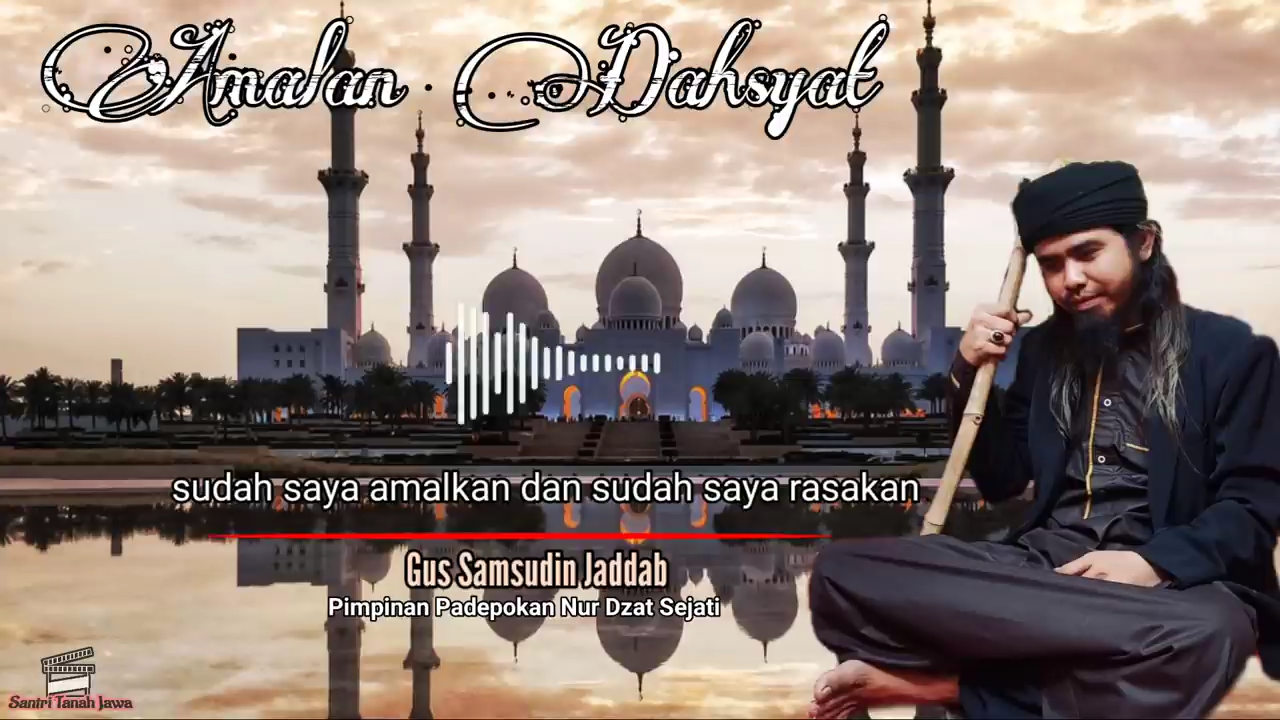 Amalan Dahsyat
sudah saya amalkan dan sudah saya rasakan
Gus Samsudin Jaddab
Pimpinan Padepokan Nur Dzat Sejati
Santri Tanah Jawa